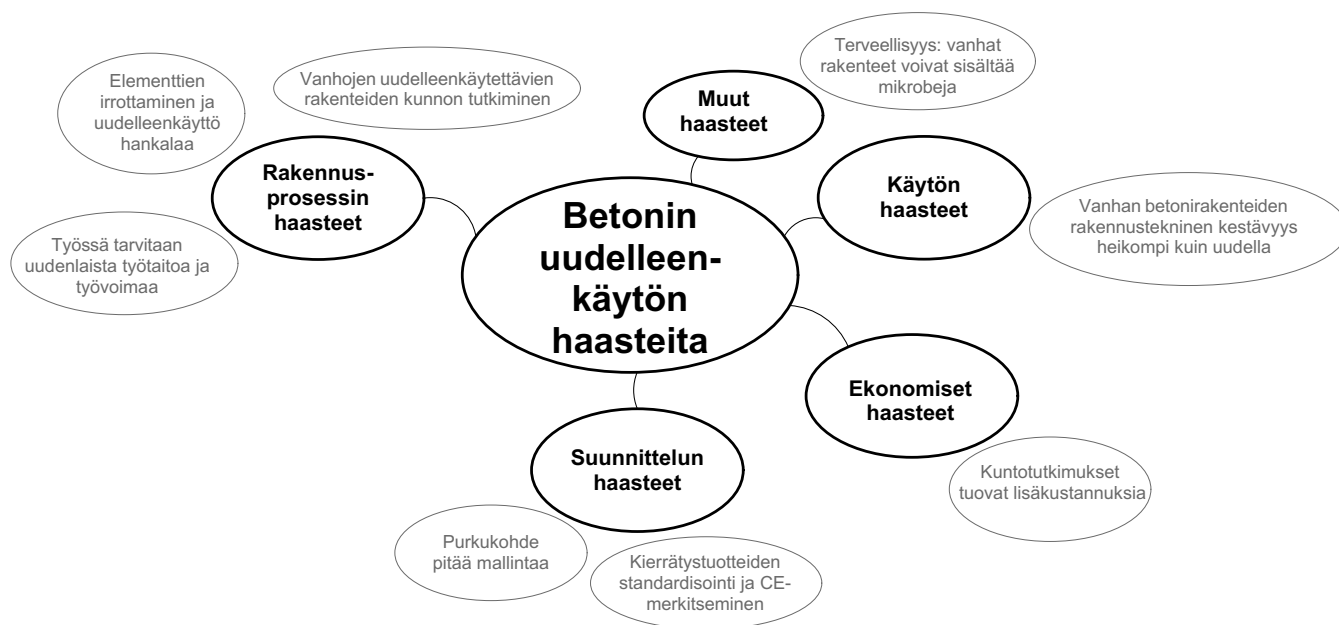 Elementtien
irrottaminen ja
uudelleenkäyttö
hankalaa
Vanhojen uudelleenkäytettävien
rakenteiden kunnon tutkiminen
Terveellisyys: vanhat
rakenteet voivat sisältää
mikrobeja
Muut
haasteet
Rakennus-
prosessin
haasteet
Käytön
haasteet
Vanhan betonirakenteiden
rakennustekninen kestävyys
heikompi kuin uudella
Työssä tarvitaan
uudenlaista työtaitoa ja
työvoimaa
Betonin
uudelleen-
käytön
haasteita
Ekonomiset
haasteet
Suunnittelun
haasteet
Kuntotutkimukset
tuovat lisäkustannuksia
Purkukohde
pitää mallintaa
Kierrätystuotteiden
standardisointi ja CE-
merkitseminen